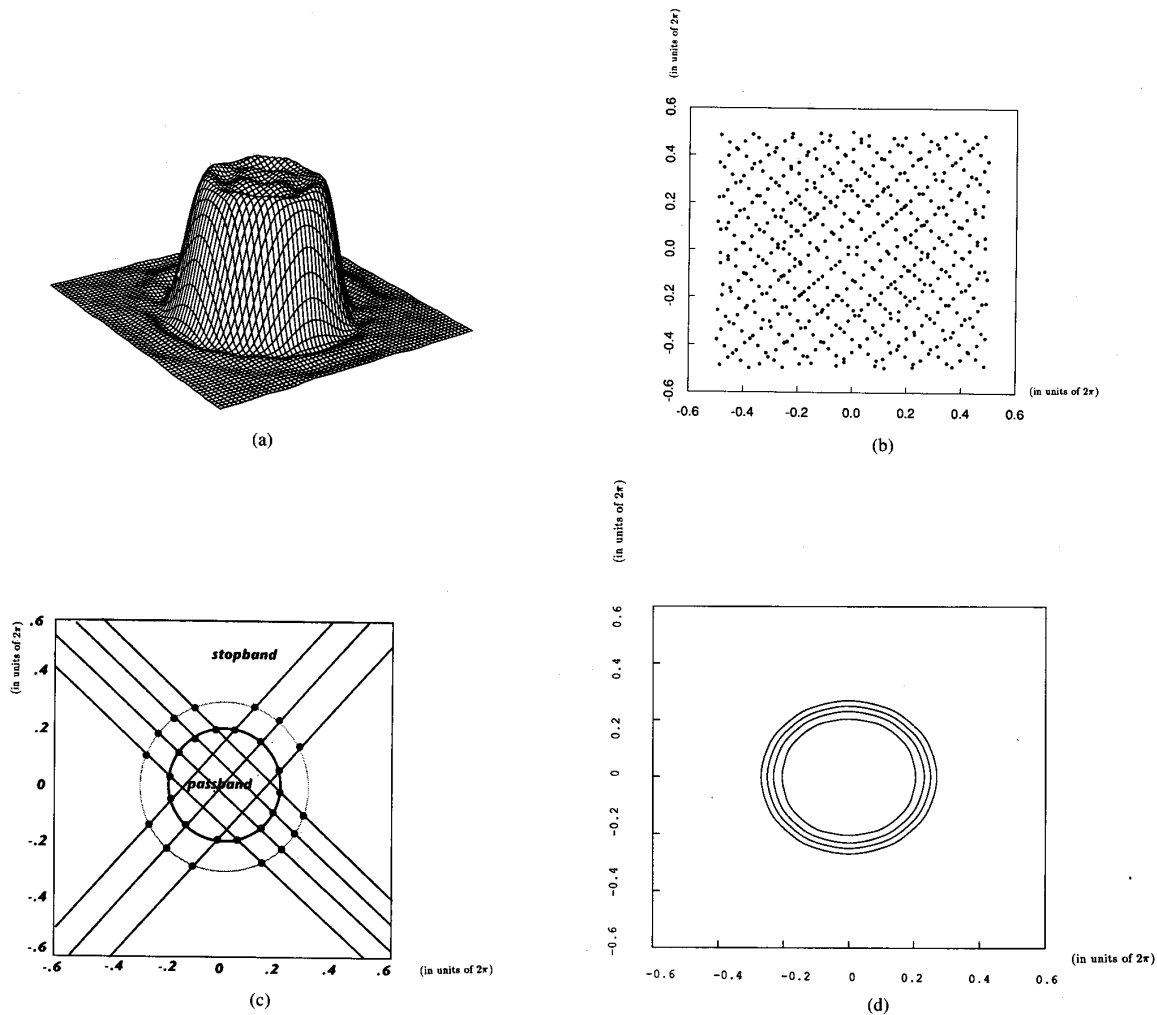 (a)
(in units of 2π)
0.6
0.4
0.2
0.0
-0.2
-0.4
-0.6
-0.6 -0.4 -0.2 0.0 0.2 0.4 0.6
(in units of 2π)
(b)
(in units of 2π)
.6
.4
.2
0
-.2
-.4
-.6
stopband
passband
-.6 -.4 -.2 0 .2 .4 .6
(in units of 2π)
(c)
(in units of 2π)
0.6
0.4
0.2
0
-0.2
-0.4
-0.6
-0.6 -0.4 -0.2 0 0.2 0.4 0.6
(in units of 2π)
(d)